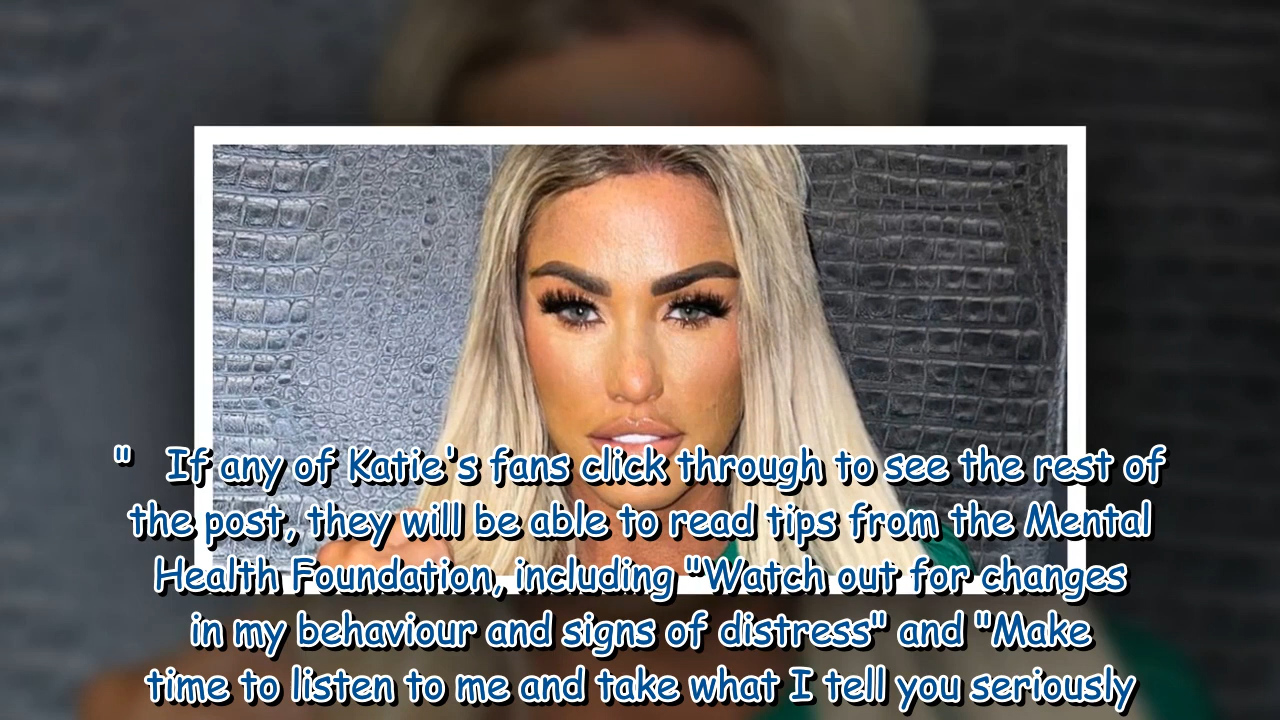 " If any of Katie's fans click through to see the rest of
the post, they will be able to read tips from the Mental
Health Foundation, including "Watch out for changes
in my behaviour and signs of distress" and "Make
time to listen to me and take what I tell you seriously